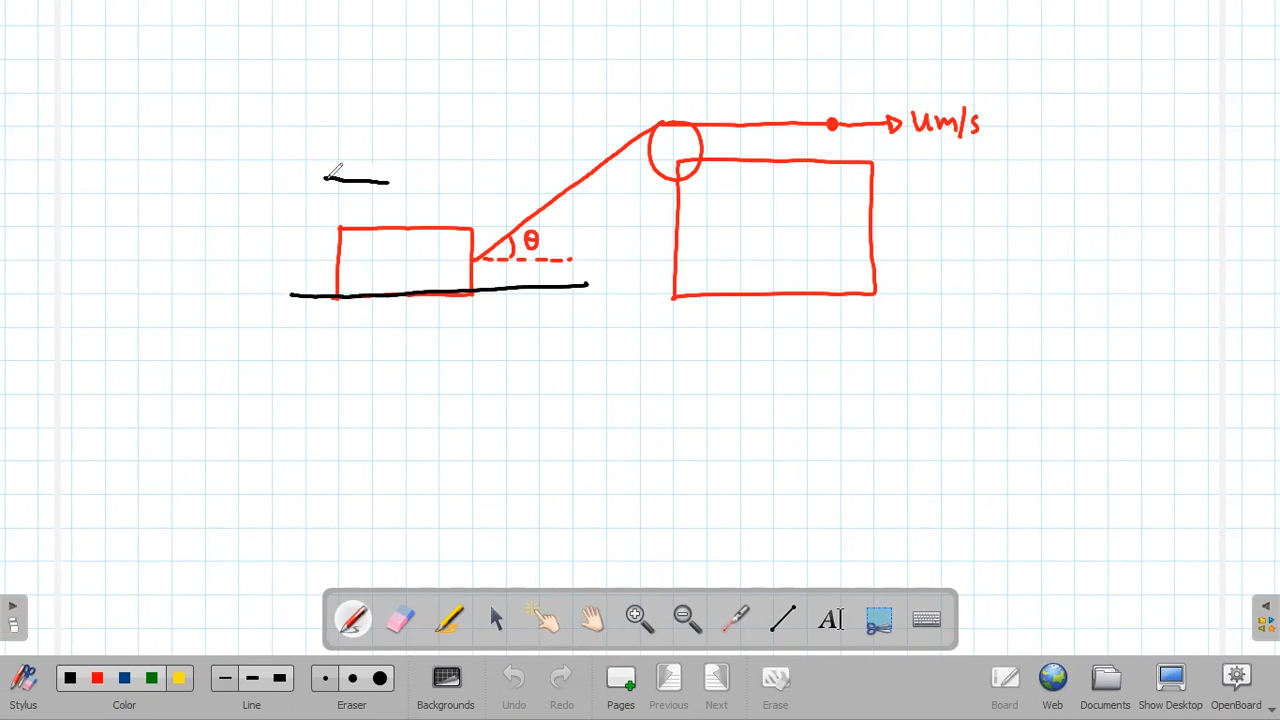 um/s
θ
Stylus
Color
Line
Eraser
Backgrounds
Undo
Redo
Pages
Previous
Next
Erase
Board
Web
Documents
Show Desktop
OpenBoard